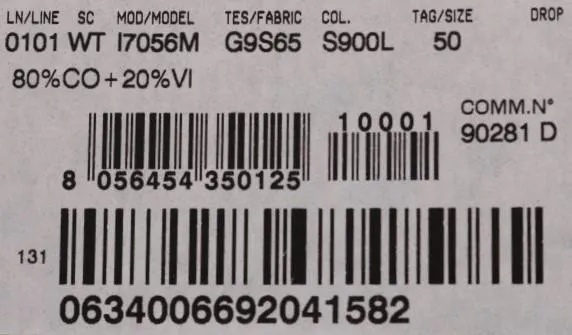 LN/LINE SC MOD/MODEL TES/FABRIC COL. TAG/SIZE DROP
0101 WT I7056M G9S65 S900L 50
80%CO+20%VI
10001
COMM.N°
90281 D
8 056454 350125
131
0634006692041582